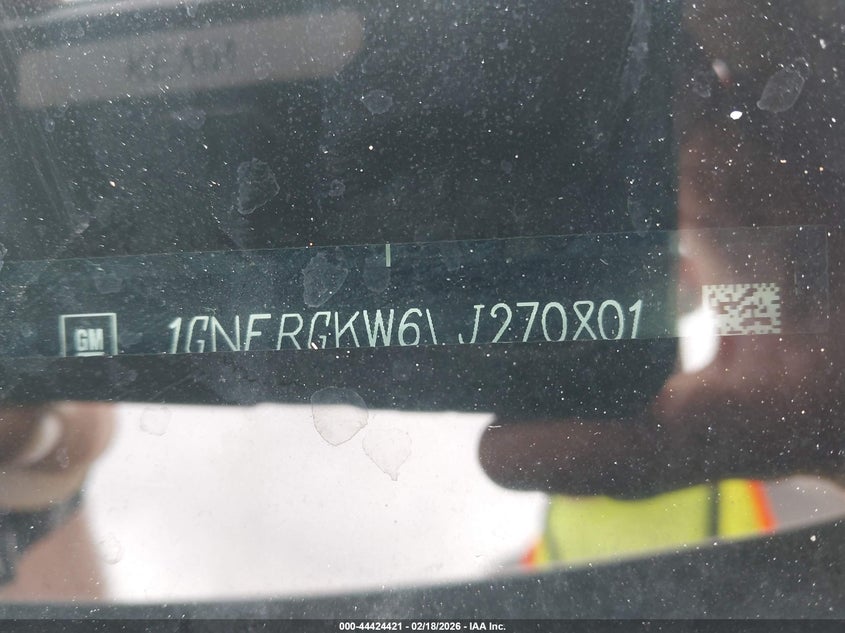 GM 1GNERGKW6LJ270801
000-44424421 - 02/18/2026 - IAA Inc.